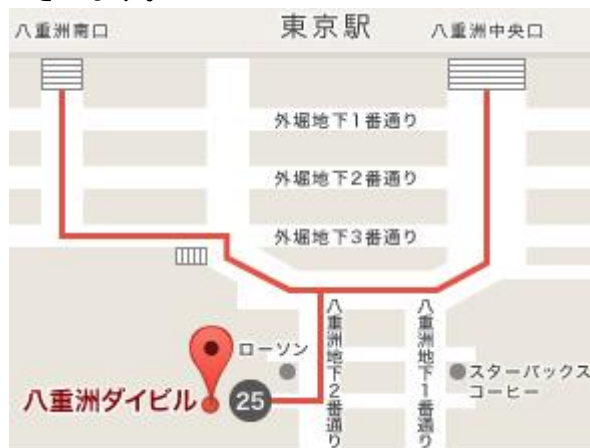 八重洲南口
東京駅
八重洲中央口
外堀地下1番通り
外堀地下2番通り
外堀地下3番通り
八重洲地下2番通り
八重洲地下1番通り
ローソン
スターバックス
コーヒー
八重洲ダイビル
25